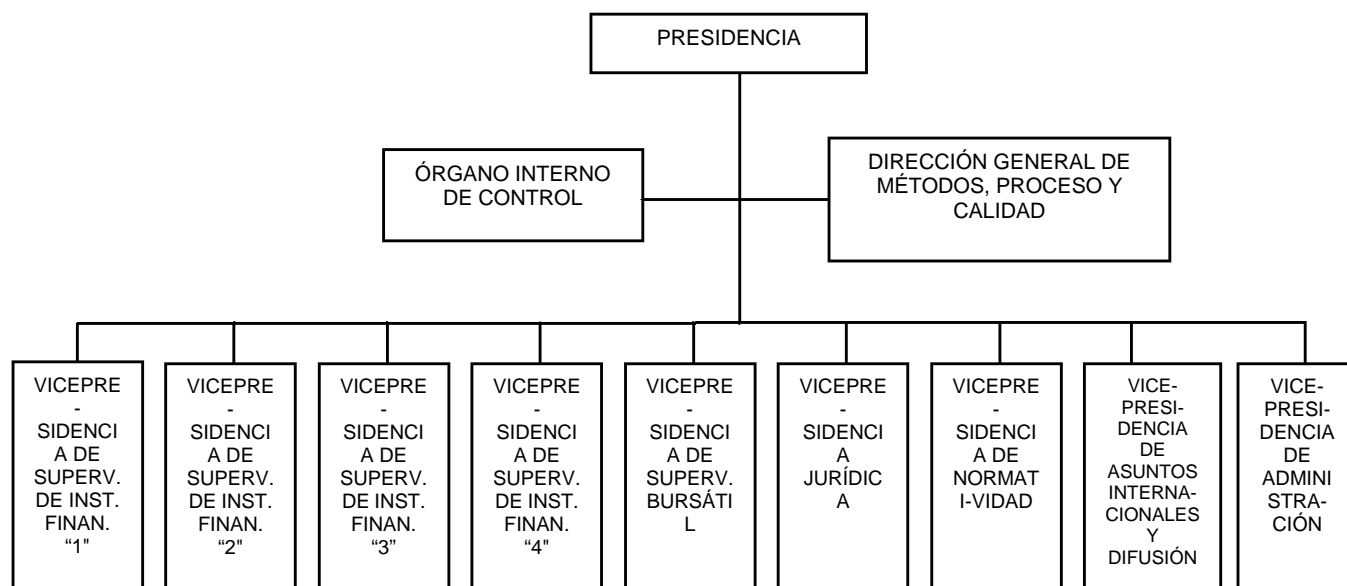 PRESIDENCIA
ÓRGANO INTERNO
DE CONTROL
DIRECCIÓN GENERAL DE
MÉTODOS, PROCESO Y
CALIDAD
VICEPRE
-
SIDENCI
A DE
SUPERV.
DE INST.
FINAN.
“1"
VICEPRE
-
SIDENCI
A DE
SUPERV.
DE INST.
FINAN.
“2"
VICEPRE
-
SIDENCI
A DE
SUPERV.
DE INST.
FINAN.
“3”
VICEPRE
-
SIDENCI
A DE
SUPERV.
DE INST.
FINAN.
“4"
VICEPRE
-
SIDENCI
A DE
SUPERV.
BURSÁTI
L
VICEPRE
-
SIDENCI
A
JURÍDIC
A
VICEPRE
-
SIDENCI
A DE
NORMAT
I-VIDAD
VICE-
PRESI-
DENCIA
DE
ASUNTOS
INTERNA-
CIONALES
Y
DIFUSIÓN
VICE-
PRESI-
DENCIA
DE
ADMINI
STRA-
CIÓN